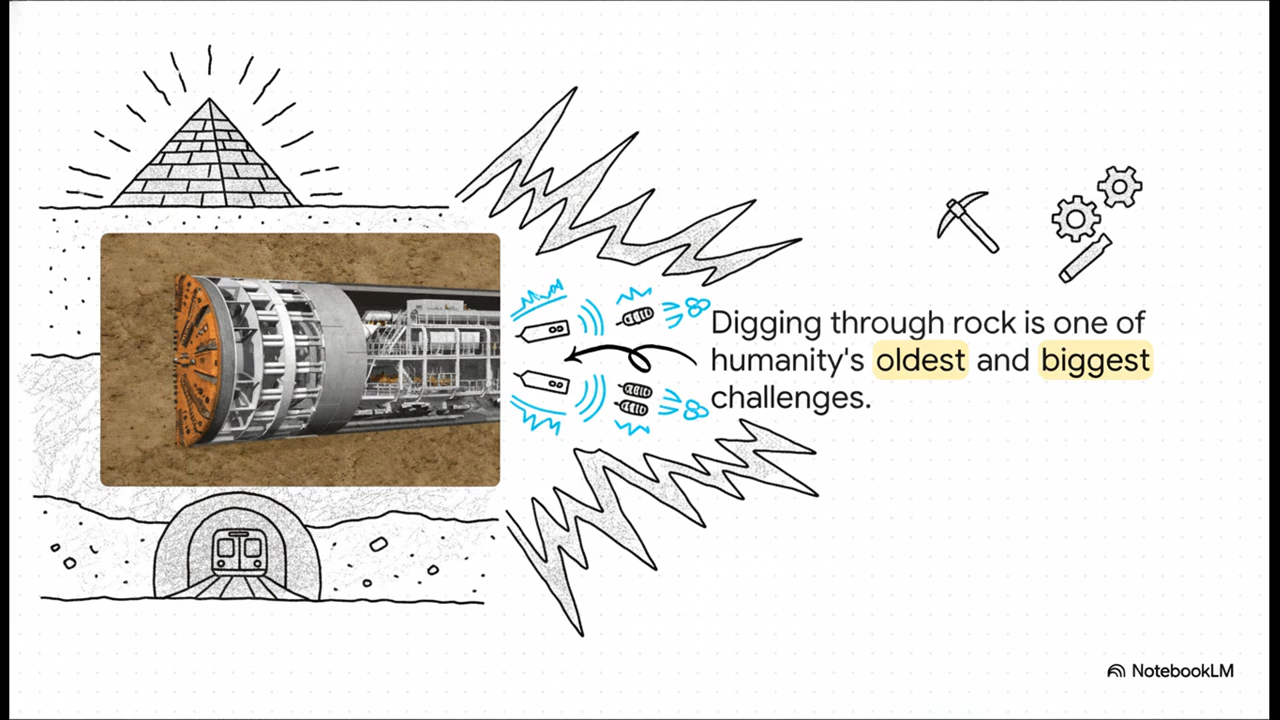 Digging through rock is one of
humanity's oldest and biggest
challenges.
NotebookLM